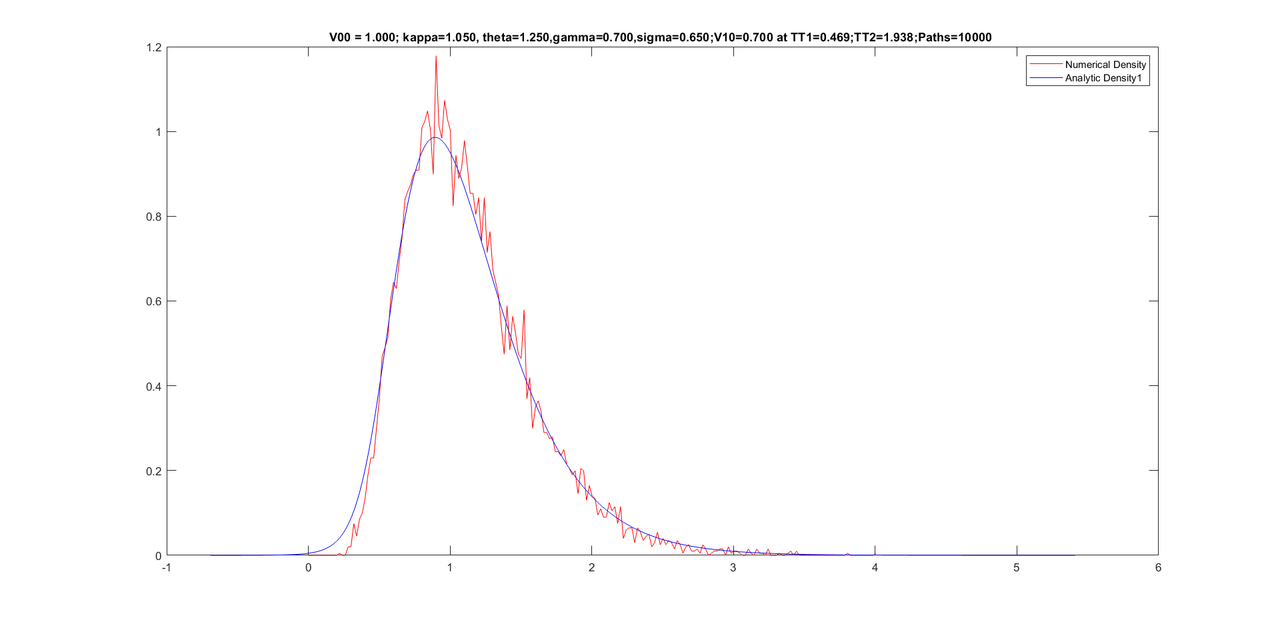 V00 = 1.000; kappa=1.050, theta=1.250,gamma=0.700,sigma=0.650;V10=0.700 at TT1=0.469;TT2=1.938;Paths=10000
Numerical Density
Analytic Density1
1.2
1
0.8
0.6
0.4
0.2
0
-1 0 1 2 3 4 5 6